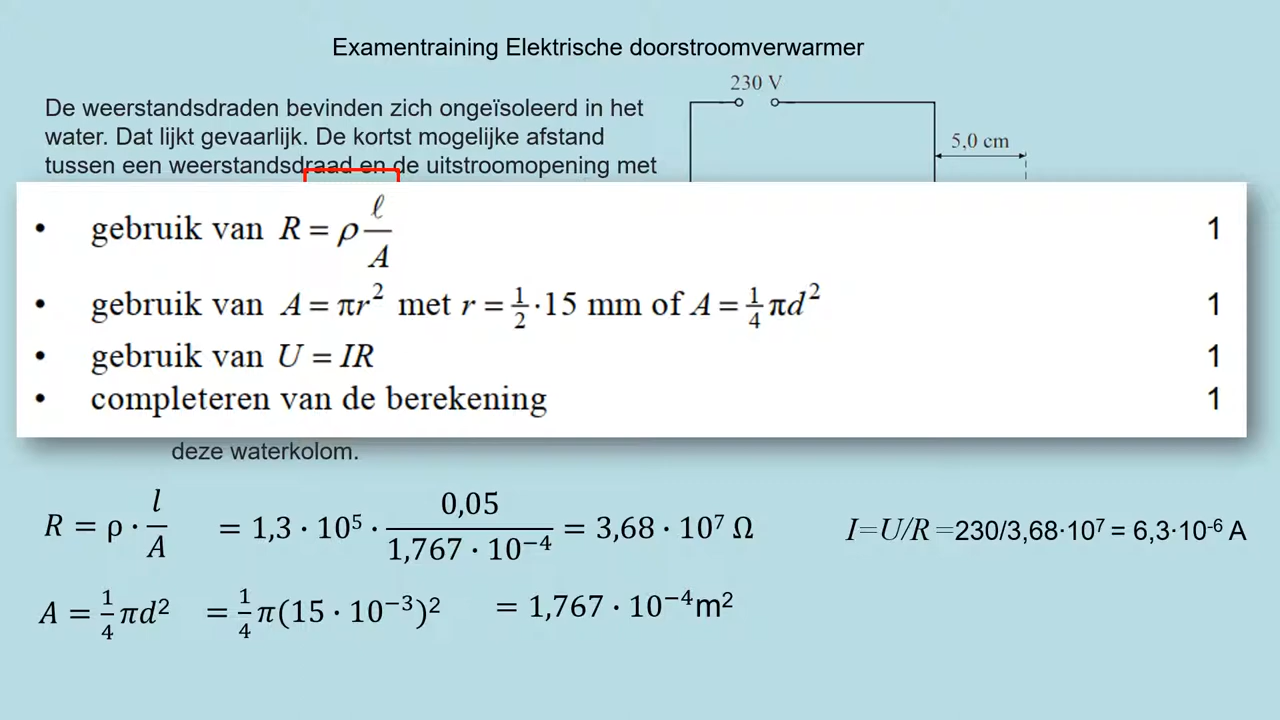 Examentraining Elektrische doorstroomverwarmer
De weerstandsdraden bevinden zich ongeïsoleerd in het
water. Dat lijkt gevaarlijk. De kortst mogelijke afstand
tussen een weerstandsdraad en de uitstroomopening met
230 V
5,0 cm
• gebruik van R = ρ ℓ/A 1
• gebruik van A = πr² met r = ½·15 mm of A = ¼πd² 1
• gebruik van U = IR 1
• completeren van de berekening 1
deze waterkolom.
R = ρ · l/A = 1,3 · 10⁵ · 0,05/(1,767 · 10⁻⁴) = 3,68 · 10⁷ Ω
I=U/R =230/3,68·10⁷ = 6,3·10⁻⁶ A
A = ¼πd² = ¼π(15 · 10⁻³)² = 1,767 · 10⁻⁴m²